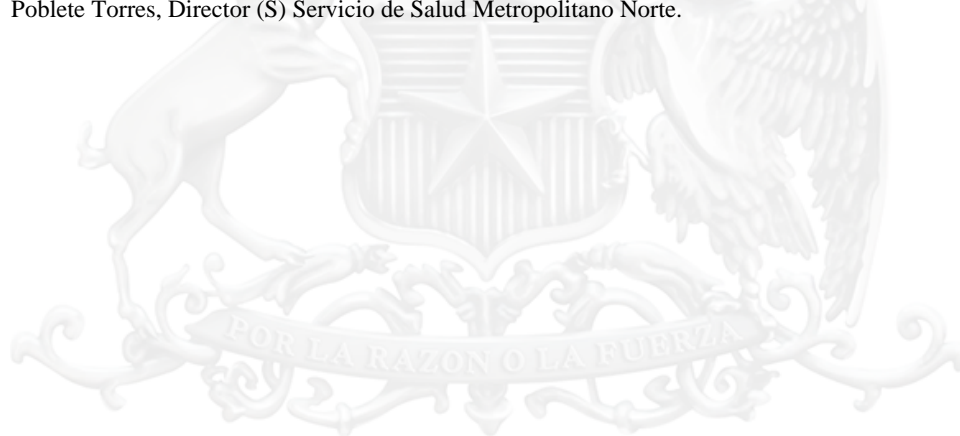 Poblete Torres, Director (S) Servicio de Salud Metropolitano Norte.
POR LA RAZON O LA FUERZA